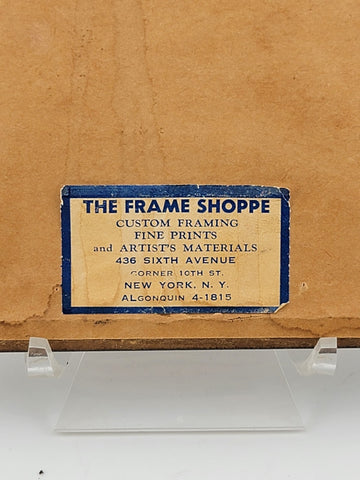 THE FRAME SHOPPE
CUSTOM FRAMING
FINE PRINTS
and ARTIST'S MATERIALS
436 SIXTH AVENUE
CORNER 10TH ST.
NEW YORK, N. Y.
ALGONQUIN 4-1815